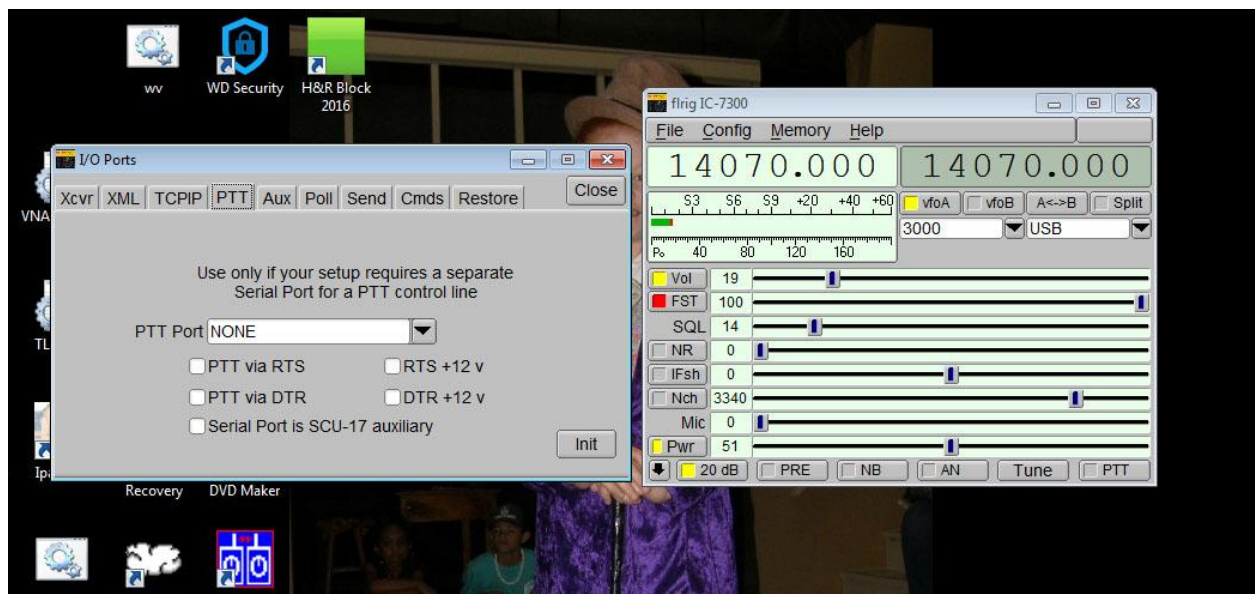 wv
WD Security
H&R Block
2016
VNA
TL
Recovery
DVD Maker
I/O Ports
Xcvr XML TCPIP PTT Aux Poll Send Cmds Restore Close
Use only if your setup requires a separate
Serial Port for a PTT control line
PTT Port NONE
PTT via RTS RTS +12 v
PTT via DTR DTR +12 v
Serial Port is SCU-17 auxiliary
Init
flrig IC-7300
File Config Memory Help
14070.000 14070.000
S3 S6 S9 +20 +40 +60
vfoA vfoB A<->B Split
3000 USB
Po 40 80 120 160
Vol 19
FST 100
SQL 14
NR 0
IFsh 0
Nch 3340
Mic 0
Pwr 51
20 dB PRE NB AN Tune PTT